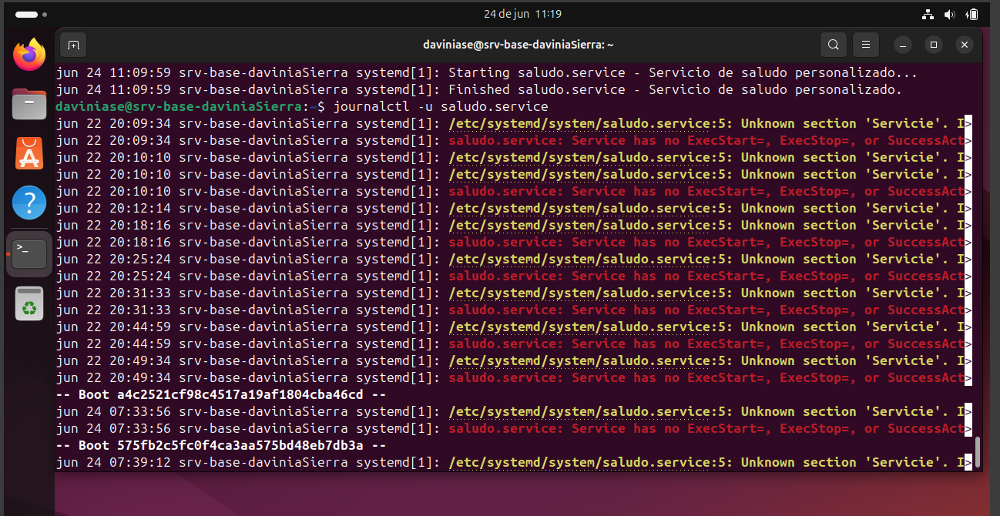 24 de jun 11:19
daviniase@srv-base-daviniaSierra: ~
jun 24 11:09:59 srv-base-daviniaSierra systemd[1]: Starting saludo.service - Servicio de saludo personalizado...
jun 24 11:09:59 srv-base-daviniaSierra systemd[1]: Finished saludo.service - Servicio de saludo personalizado.
daviniase@srv-base-daviniaSierra:~$ journalctl -u saludo.service
jun 22 20:09:34 srv-base-daviniaSierra systemd[1]: /etc/systemd/system/saludo.service:5: Unknown section 'Servicie'. I>
jun 22 20:09:34 srv-base-daviniaSierra systemd[1]: saludo.service: Service has no ExecStart=, ExecStop=, or SuccessAct>
jun 22 20:10:10 srv-base-daviniaSierra systemd[1]: /etc/systemd/system/saludo.service:5: Unknown section 'Servicie'. I>
jun 22 20:10:10 srv-base-daviniaSierra systemd[1]: /etc/systemd/system/saludo.service:5: Unknown section 'Servicie'. I>
jun 22 20:10:10 srv-base-daviniaSierra systemd[1]: saludo.service: Service has no ExecStart=, ExecStop=, or SuccessAct>
jun 22 20:12:14 srv-base-daviniaSierra systemd[1]: /etc/systemd/system/saludo.service:5: Unknown section 'Servicie'. I>
jun 22 20:18:16 srv-base-daviniaSierra systemd[1]: /etc/systemd/system/saludo.service:5: Unknown section 'Servicie'. I>
jun 22 20:18:16 srv-base-daviniaSierra systemd[1]: saludo.service: Service has no ExecStart=, ExecStop=, or SuccessAct>
jun 22 20:25:24 srv-base-daviniaSierra systemd[1]: /etc/systemd/system/saludo.service:5: Unknown section 'Servicie'. I>
jun 22 20:25:24 srv-base-daviniaSierra systemd[1]: saludo.service: Service has no ExecStart=, ExecStop=, or SuccessAct>
jun 22 20:31:33 srv-base-daviniaSierra systemd[1]: /etc/systemd/system/saludo.service:5: Unknown section 'Servicie'. I>
jun 22 20:31:33 srv-base-daviniaSierra systemd[1]: saludo.service: Service has no ExecStart=, ExecStop=, or SuccessAct>
jun 22 20:44:59 srv-base-daviniaSierra systemd[1]: /etc/systemd/system/saludo.service:5: Unknown section 'Servicie'. I>
jun 22 20:44:59 srv-base-daviniaSierra systemd[1]: saludo.service: Service has no ExecStart=, ExecStop=, or SuccessAct>
jun 22 20:49:34 srv-base-daviniaSierra systemd[1]: /etc/systemd/system/saludo.service:5: Unknown section 'Servicie'. I>
jun 22 20:49:34 srv-base-daviniaSierra systemd[1]: saludo.service: Service has no ExecStart=, ExecStop=, or SuccessAct>
-- Boot a4c2521cf98c4517a19af1804cba46cd --
jun 24 07:33:56 srv-base-daviniaSierra systemd[1]: /etc/systemd/system/saludo.service:5: Unknown section 'Servicie'. I>
jun 24 07:33:56 srv-base-daviniaSierra systemd[1]: saludo.service: Service has no ExecStart=, ExecStop=, or SuccessAct>
-- Boot 575fb2c5fc0f4ca3aa575bd48eb7db3a --
jun 24 07:39:12 srv-base-daviniaSierra systemd[1]: /etc/systemd/system/saludo.service:5: Unknown section 'Servicie'. I>